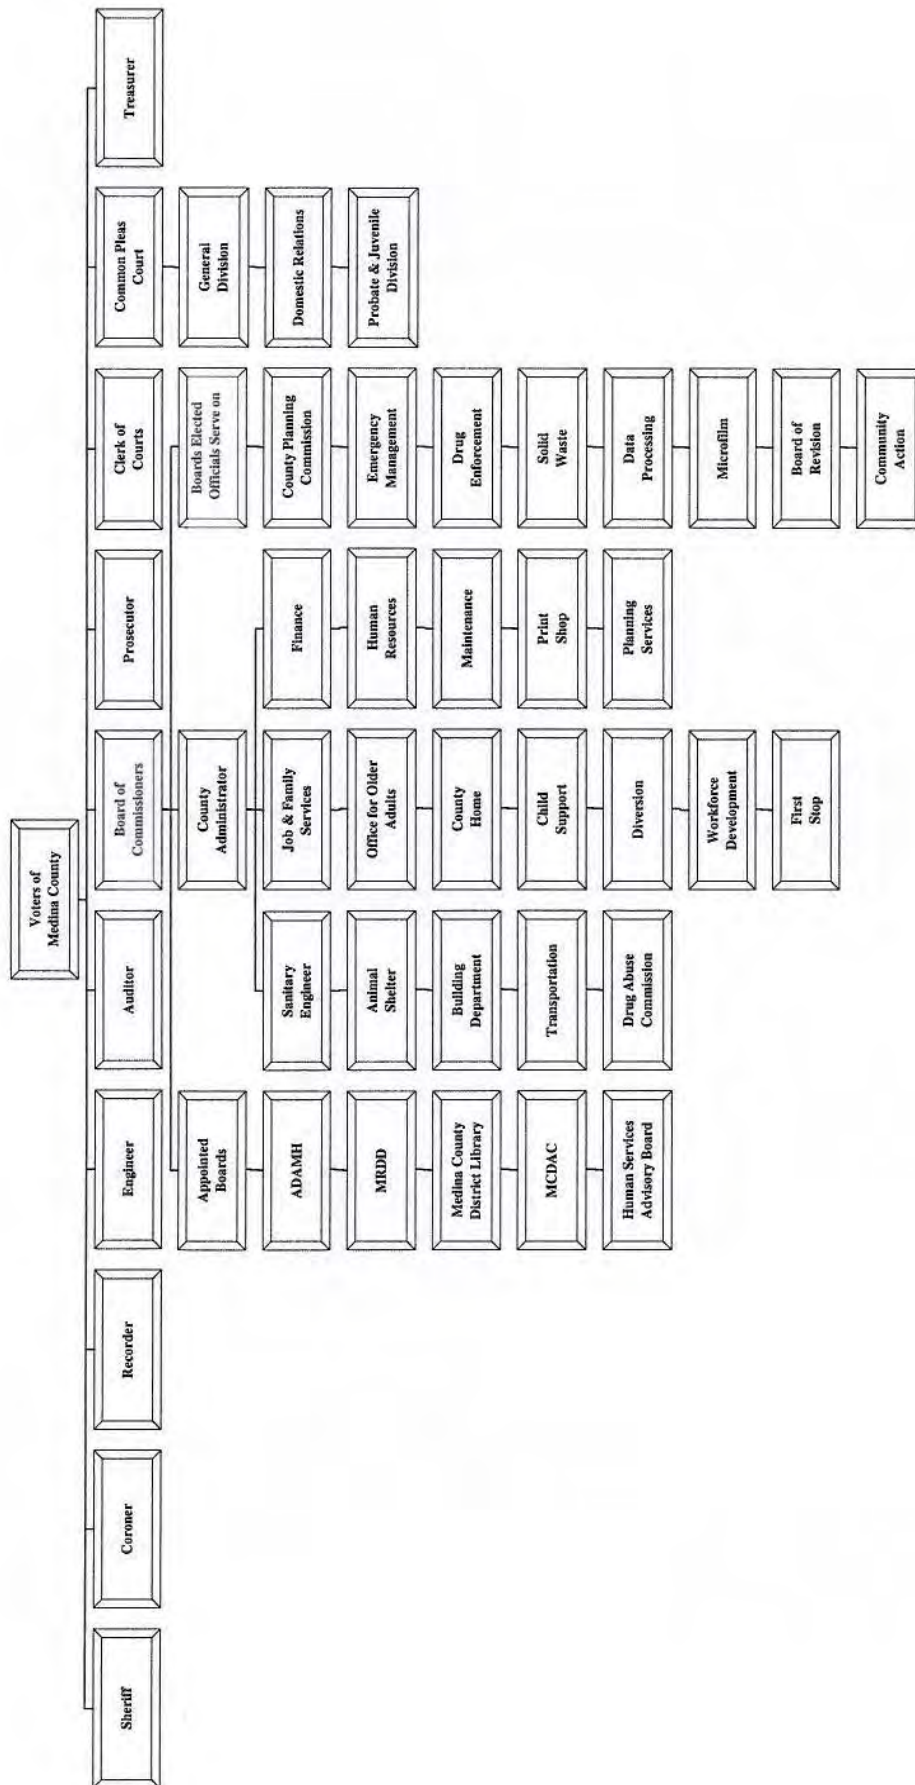 Voters of
Medina County
Sheriff
Coroner
Recorder
Engineer
Auditor
Board of
Commissioners
Prosecutor
Clerk of
Courts
Common Pleas
Court
Treasurer
Appointed
Boards
County
Administrator
Boards Elected
Officials Serve on
General
Division
ADAMH
Sanitary
Engineer
Job & Family
Services
Finance
County Planning
Commission
Domestic Relations
MRDD
Animal
Shelter
Office for Older
Adults
Human
Resources
Emergency
Management
Probate & Juvenile
Division
Medina County
District Library
Building
Department
County
Home
Maintenance
Drug
Enforcement
MCDAC
Transportation
Child
Support
Print
Shop
Solid
Waste
Human Services
Advisory Board
Drug Abuse
Commission
Diversion
Planning
Services
Data
Processing
Workforce
Development
Microfilm
First
Stop
Board of
Revision
Community
Action